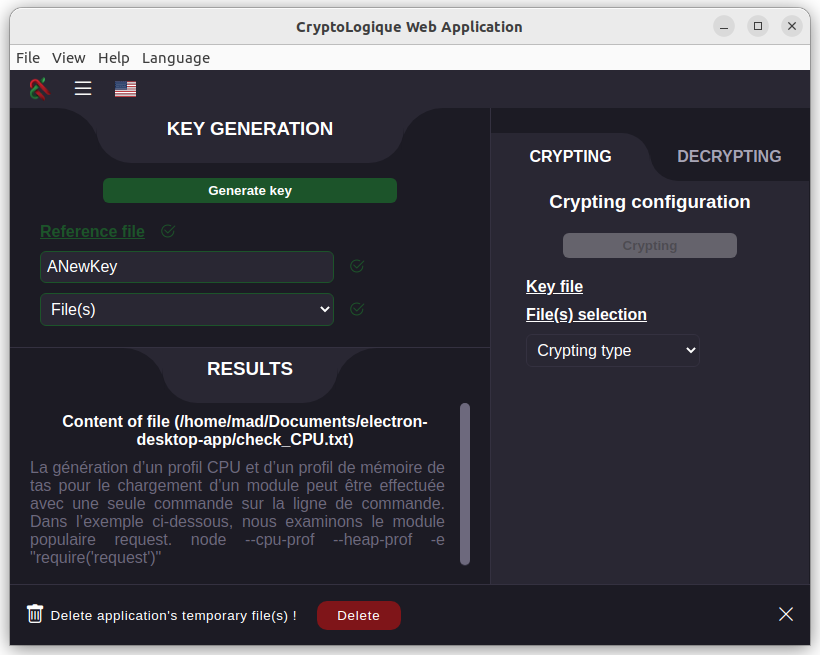 CryptoLogique Web Application
File View Help Language
KEY GENERATION
Generate key
Reference file
ANewKey
File(s)
RESULTS
Content of file (/home/mad/Documents/electron-
desktop-app/check_CPU.txt)
La génération d’un profil CPU et d’un profil de mémoire de
tas pour le chargement d’un module peut être effectuée
avec une seule commande sur la ligne de commande.
Dans l’exemple ci-dessous, nous examinons le module
populaire request. node --cpu-prof --heap-prof -e
"require('request')"
CRYPTING DECRYPTING
Crypting configuration
Crypting
Key file
File(s) selection
Crypting type
Delete application's temporary file(s) !
Delete